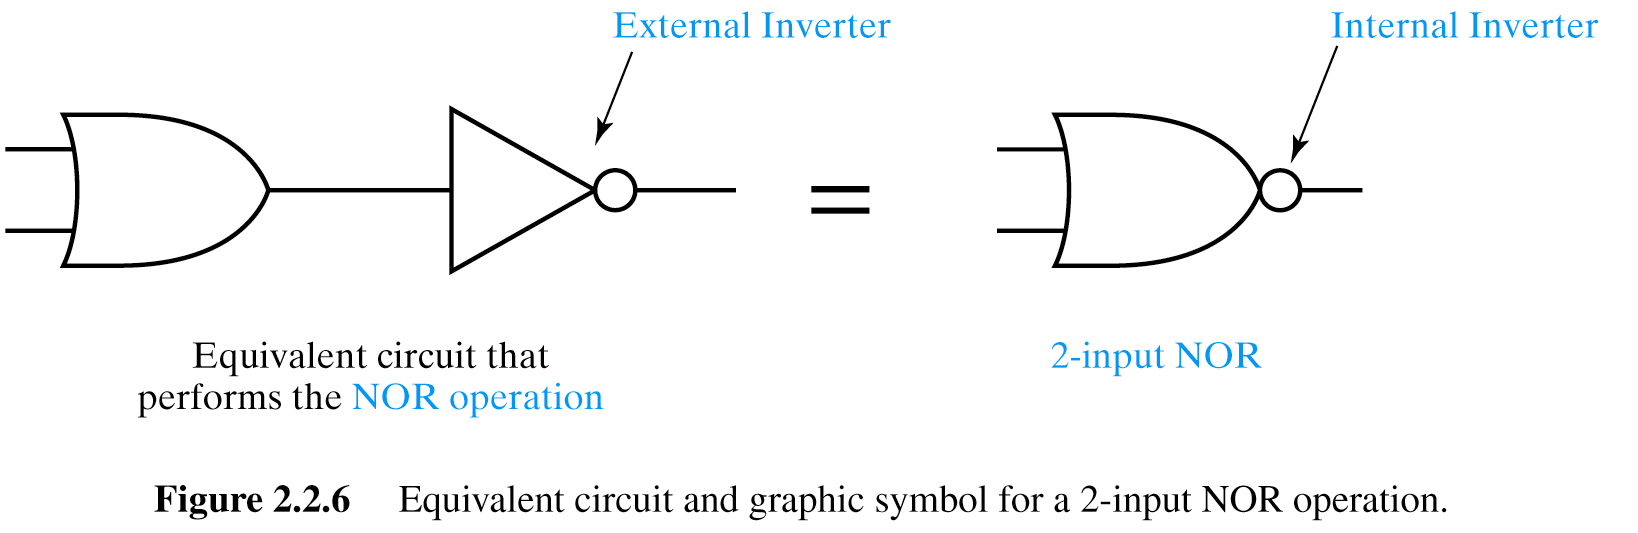 External Inverter
Internal Inverter
=
Equivalent circuit that
performs the NOR operation
2-input NOR
Figure 2.2.6 Equivalent circuit and graphic symbol for a 2-input NOR operation.